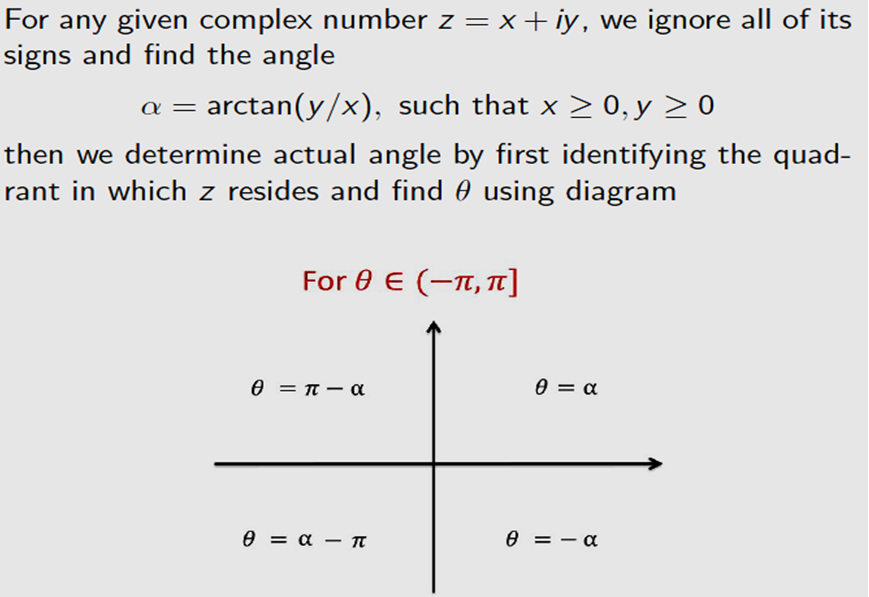 For any given complex number z = x + iy, we ignore all of its
signs and find the angle
α = arctan(y/x), such that x ≥ 0, y ≥ 0
then we determine actual angle by first identifying the quad-
rant in which z resides and find θ using diagram
For θ ∈ (−π, π]
θ = π − α
θ = α
θ = α − π
θ = − α